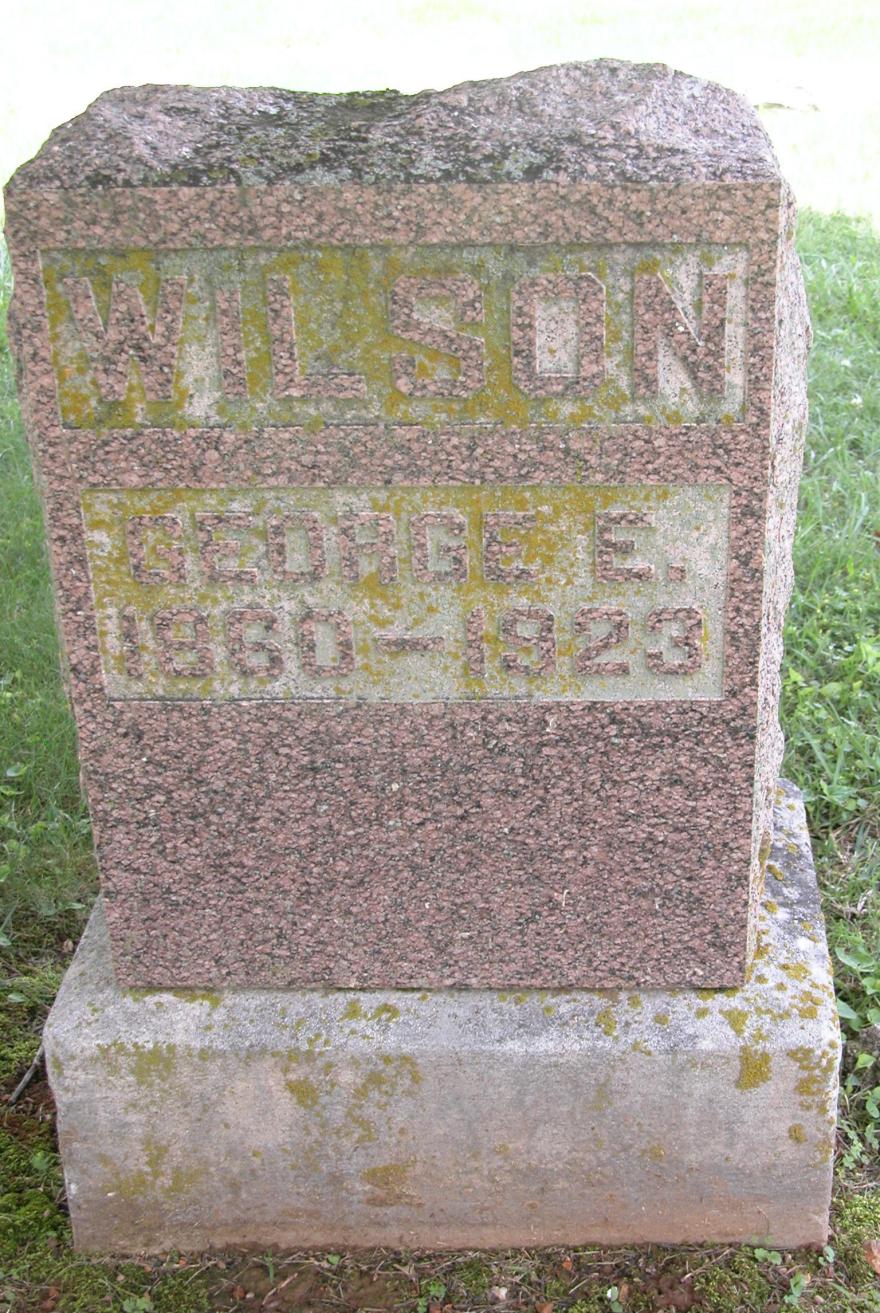 WILSON
GEORGE E.
1860–1923